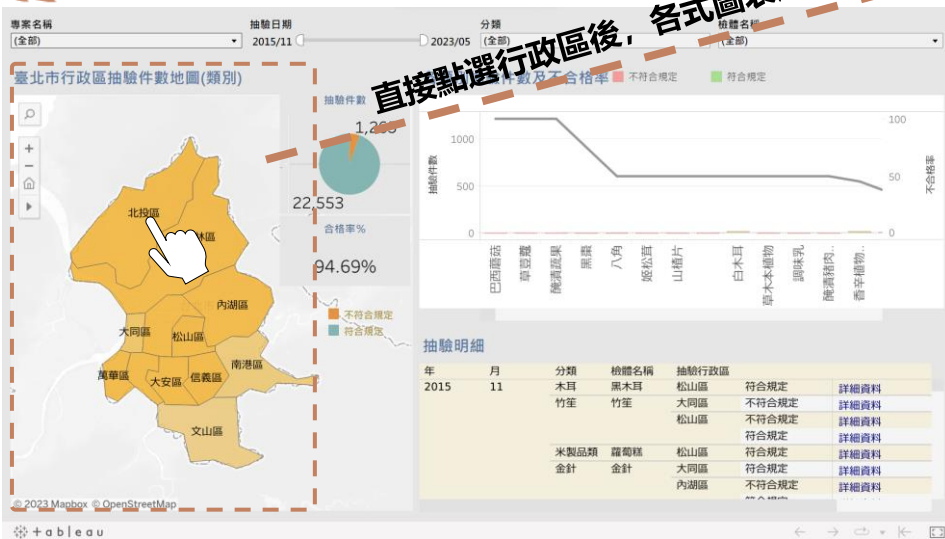 專案名稱
抽驗日期
分類
檢體名稱
(全部)
2015/11
2023/05
(全部)
(全部)
直接點選行政區後，各式圖表
臺北市行政區抽驗件數地圖(類別)
件數及不合格率
不符合規定
符合規定
抽驗件數
22,553
合格率%
94.69%
不符合規定
符合規定
北投區
林區
內湖區
大同區
松山區
南港區
萬華區
大安區
信義區
文山區
© 2023 Mapbox © OpenStreetMap
抽驗件數
1000
500
0
100
50
0
不合格率
巴西蘑菇
草豆蔻
醃漬蔬果
黑棗
八角
姬松茸
山楂片
白木耳
草木本植物
調味乳
醃漬豬肉..
香辛植物..
抽驗明細
年 月 分類 檢體名稱 抽驗行政區
2015 11 木耳 黑木耳 松山區 符合規定 詳細資料
竹笙 竹笙 大同區 不符合規定 詳細資料
松山區 不符合規定 詳細資料
符合規定 詳細資料
米製品類 蘿蔔糕 松山區 符合規定 詳細資料
金針 金針 大同區 符合規定 詳細資料
內湖區 不符合規定 詳細資料
+ a b l e a u